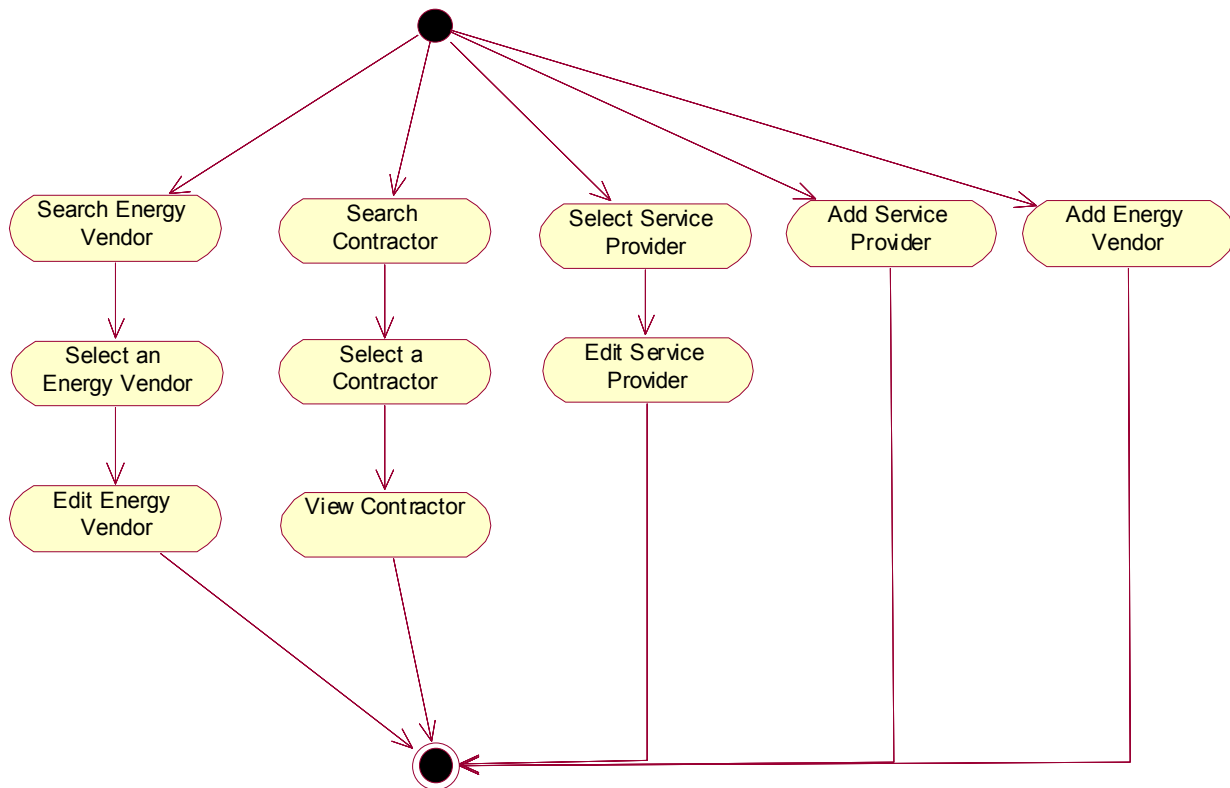 Search Energy
Vendor
Search
Contractor
Select Service
Provider
Add Service
Provider
Add Energy
Vendor
Select an
Energy Vendor
Select a
Contractor
Edit Service
Provider
Edit Energy
Vendor
View Contractor